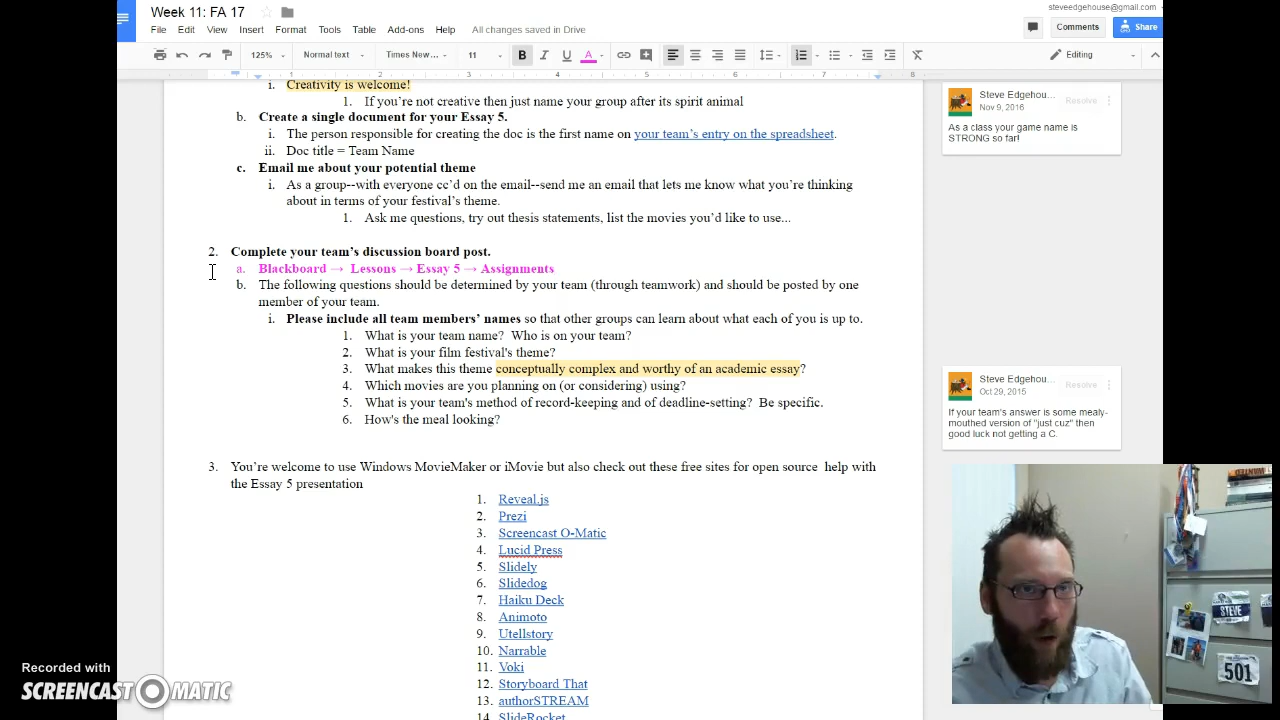 Week 11: FA 17
steveedgehouse@gmail.com
File Edit View Insert Format Tools Table Add-ons Help All changes saved in Drive
Comments
Share
125% Normal text Times New... 11 B I U A Editing
1 2 3 4 5 6 7 8
i. Creativity is welcome!
1. If you're not creative then just name your group after its spirit animal
b. Create a single document for your Essay 5.
i. The person responsible for creating the doc is the first name on your team's entry on the spreadsheet.
ii. Doc title = Team Name
c. Email me about your potential theme
i. As a group--with everyone cc'd on the email--send me an email that lets me know what you're thinking
about in terms of your festival's theme.
1. Ask me questions, try out thesis statements, list the movies you'd like to use...
2. Complete your team's discussion board post.
a. Blackboard → Lessons → Essay 5 → Assignments
b. The following questions should be determined by your team (through teamwork) and should be posted by one
member of your team.
i. Please include all team members' names so that other groups can learn about what each of you is up to.
1. What is your team name? Who is on your team?
2. What is your film festival's theme?
3. What makes this theme conceptually complex and worthy of an academic essay?
4. Which movies are you planning on (or considering) using?
5. What is your team's method of record-keeping and of deadline-setting? Be specific.
6. How's the meal looking?
3. You're welcome to use Windows MovieMaker or iMovie but also check out these free sites for open source help with
the Essay 5 presentation
1. Reveal.js
2. Prezi
3. Screencast O-Matic
4. Lucid Press
5. Slidely
6. Slidedog
7. Haiku Deck
8. Animoto
9. Utellstory
10. Narrable
11. Voki
12. Storyboard That
13. authorSTREAM
14. SlideRocket
Steve Edgehou...
Resolve
Nov 9, 2016
As a class your game name is
STRONG so far!
Steve Edgehou...
Resolve
Oct 29, 2015
If your team's answer is some mealy-
mouthed version of "just cuz" then
good luck not getting a C.
WANTED
STEVE
501
Recorded with
SCREENCAST-O-MATIC